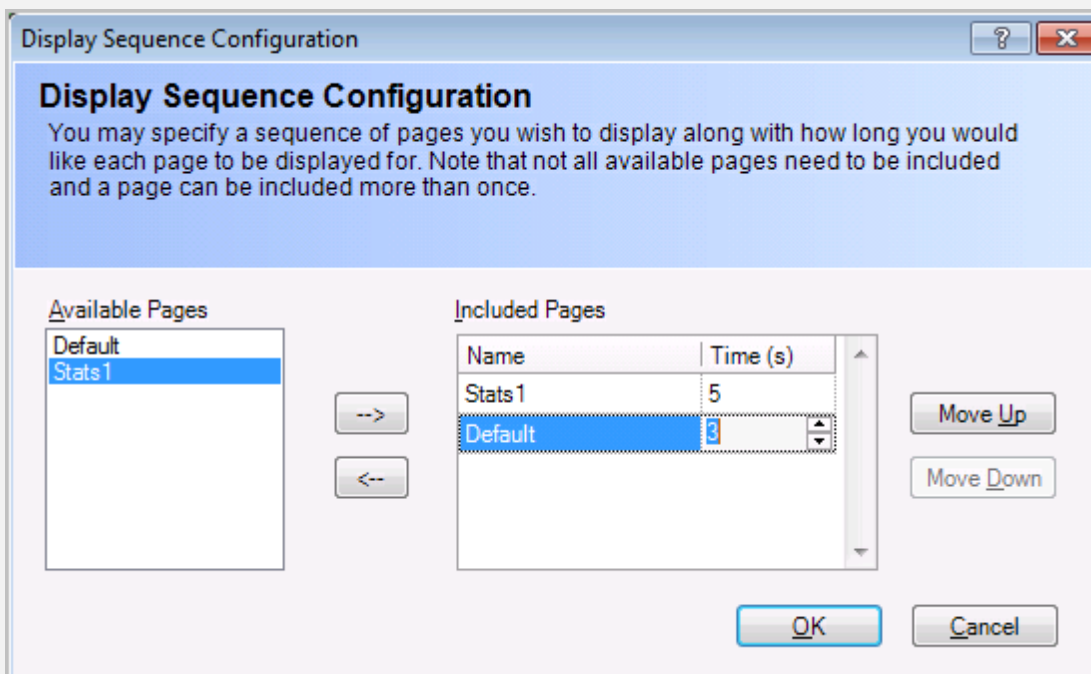 Display Sequence Configuration
Display Sequence Configuration
You may specify a sequence of pages you wish to display along with how long you would
like each page to be displayed for. Note that not all available pages need to be included
and a page can be included more than once.
Available Pages
Default
Stats1
-->
<--
Included Pages
Name Time (s)
Stats1 5
Default 3
Move Up
Move Down
OK
Cancel